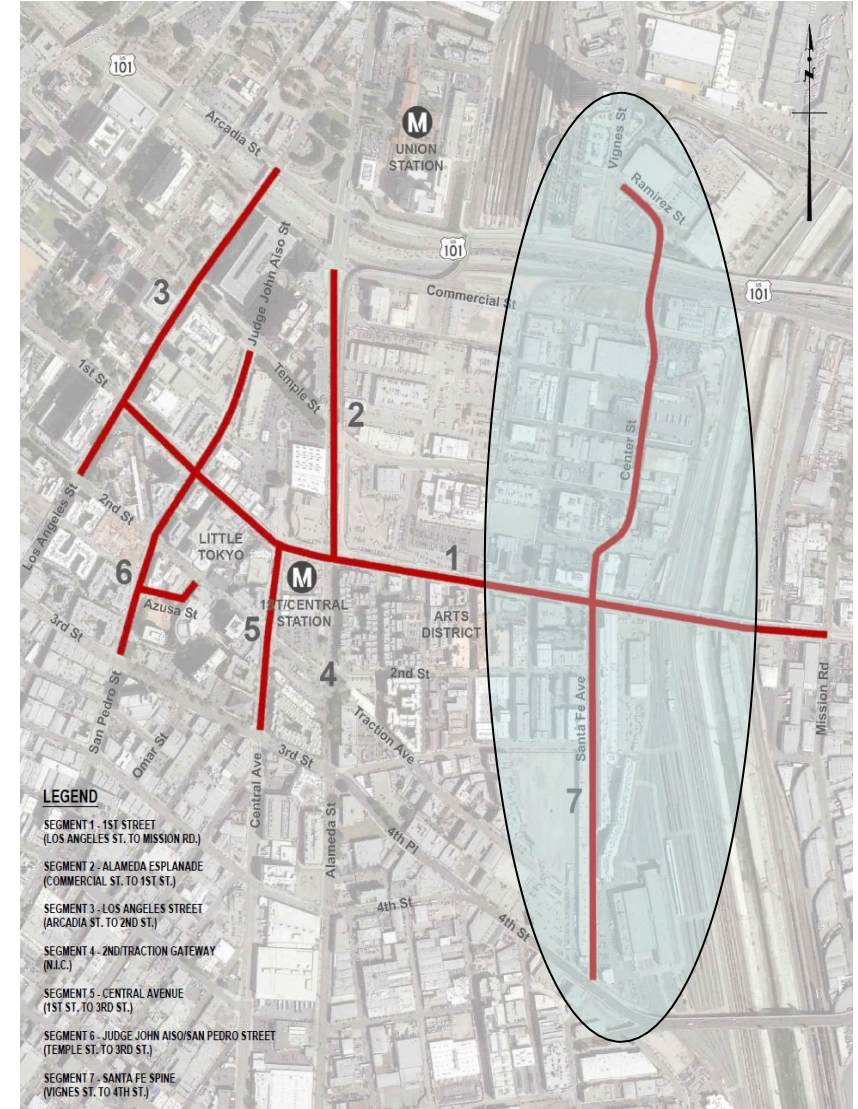 US
101
Arcadia St
M
UNION
STATION
Vignes St
Ramirez St
N
Judge John Aiso St
US
101
US
101
3
Commercial St
1st St
Temple St
2
Center St
Los Angeles St
2nd St
LITTLE
TOKYO
1
6
M
1ST/CENTRAL
STATION
Azusa St
5
ARTS
DISTRICT
3rd St
4
2nd St
San Pedro St
Omar St
Traction Ave
Santa Fe Ave
Mission Rd
3rd St
Central Ave
Alameda St
7
4th Pl
4th St
4th St
LEGEND
SEGMENT 1 - 1ST STREET
(LOS ANGELES ST. TO MISSION RD.)
SEGMENT 2 - ALAMEDA ESPLANADE
(COMMERCIAL ST. TO 1ST ST.)
SEGMENT 3 - LOS ANGELES STREET
(ARCADIA ST. TO 2ND ST.)
SEGMENT 4 - 2ND/TRACTION GATEWAY
(N.I.C.)
SEGMENT 5 - CENTRAL AVENUE
(1ST ST. TO 3RD ST.)
SEGMENT 6 - JUDGE JOHN AISO/SAN PEDRO STREET
(TEMPLE ST. TO 3RD ST.)
SEGMENT 7 - SANTA FE SPINE
(VIGNES ST. TO 4TH ST.)